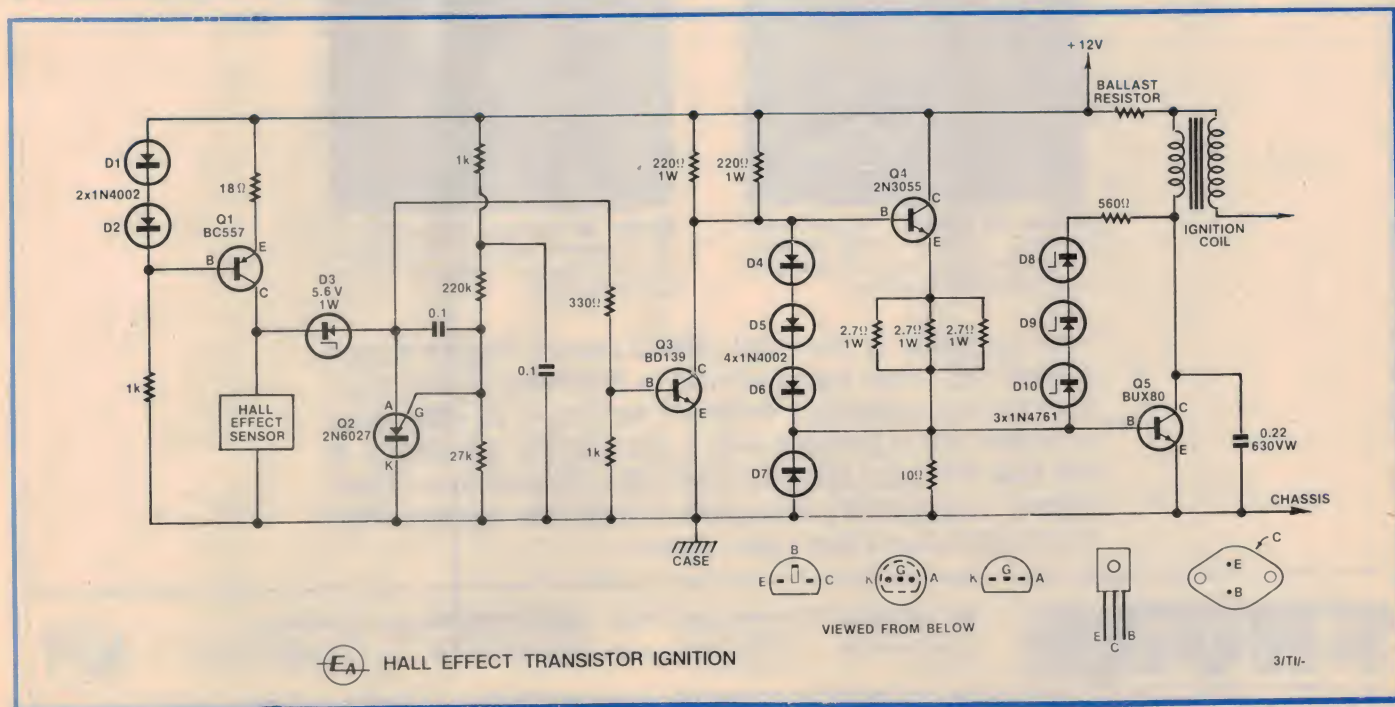 + 12V
BALLAST
RESISTOR
D1
2x1N4002
D2
18Ω
1k
220Ω
1W
220Ω
1W
Q4
2N3055
B
C
E
Q1
BC557
B
E
C
560Ω
IGNITION
COIL
D3
5.6 V
1W
220k
0.1
330Ω
0.1
D4
D5
4x1N4002
D6
D7
2.7Ω
1W
2.7Ω
1W
2.7Ω
1W
D8
D9
D10
3x1N4761
Q3
BD139
B
C
E
Q5
BUX80
B
C
E
0.22
630VW
1k
HALL
EFFECT
SENSOR
Q2
2N6027
A
G
K
27k
1k
10Ω
CHASSIS
CASE
B
E
C
K
G
A
K
G
A
E
C
B
C
E
B
VIEWED FROM BELOW
EA HALL EFFECT TRANSISTOR IGNITION
3/TI/-